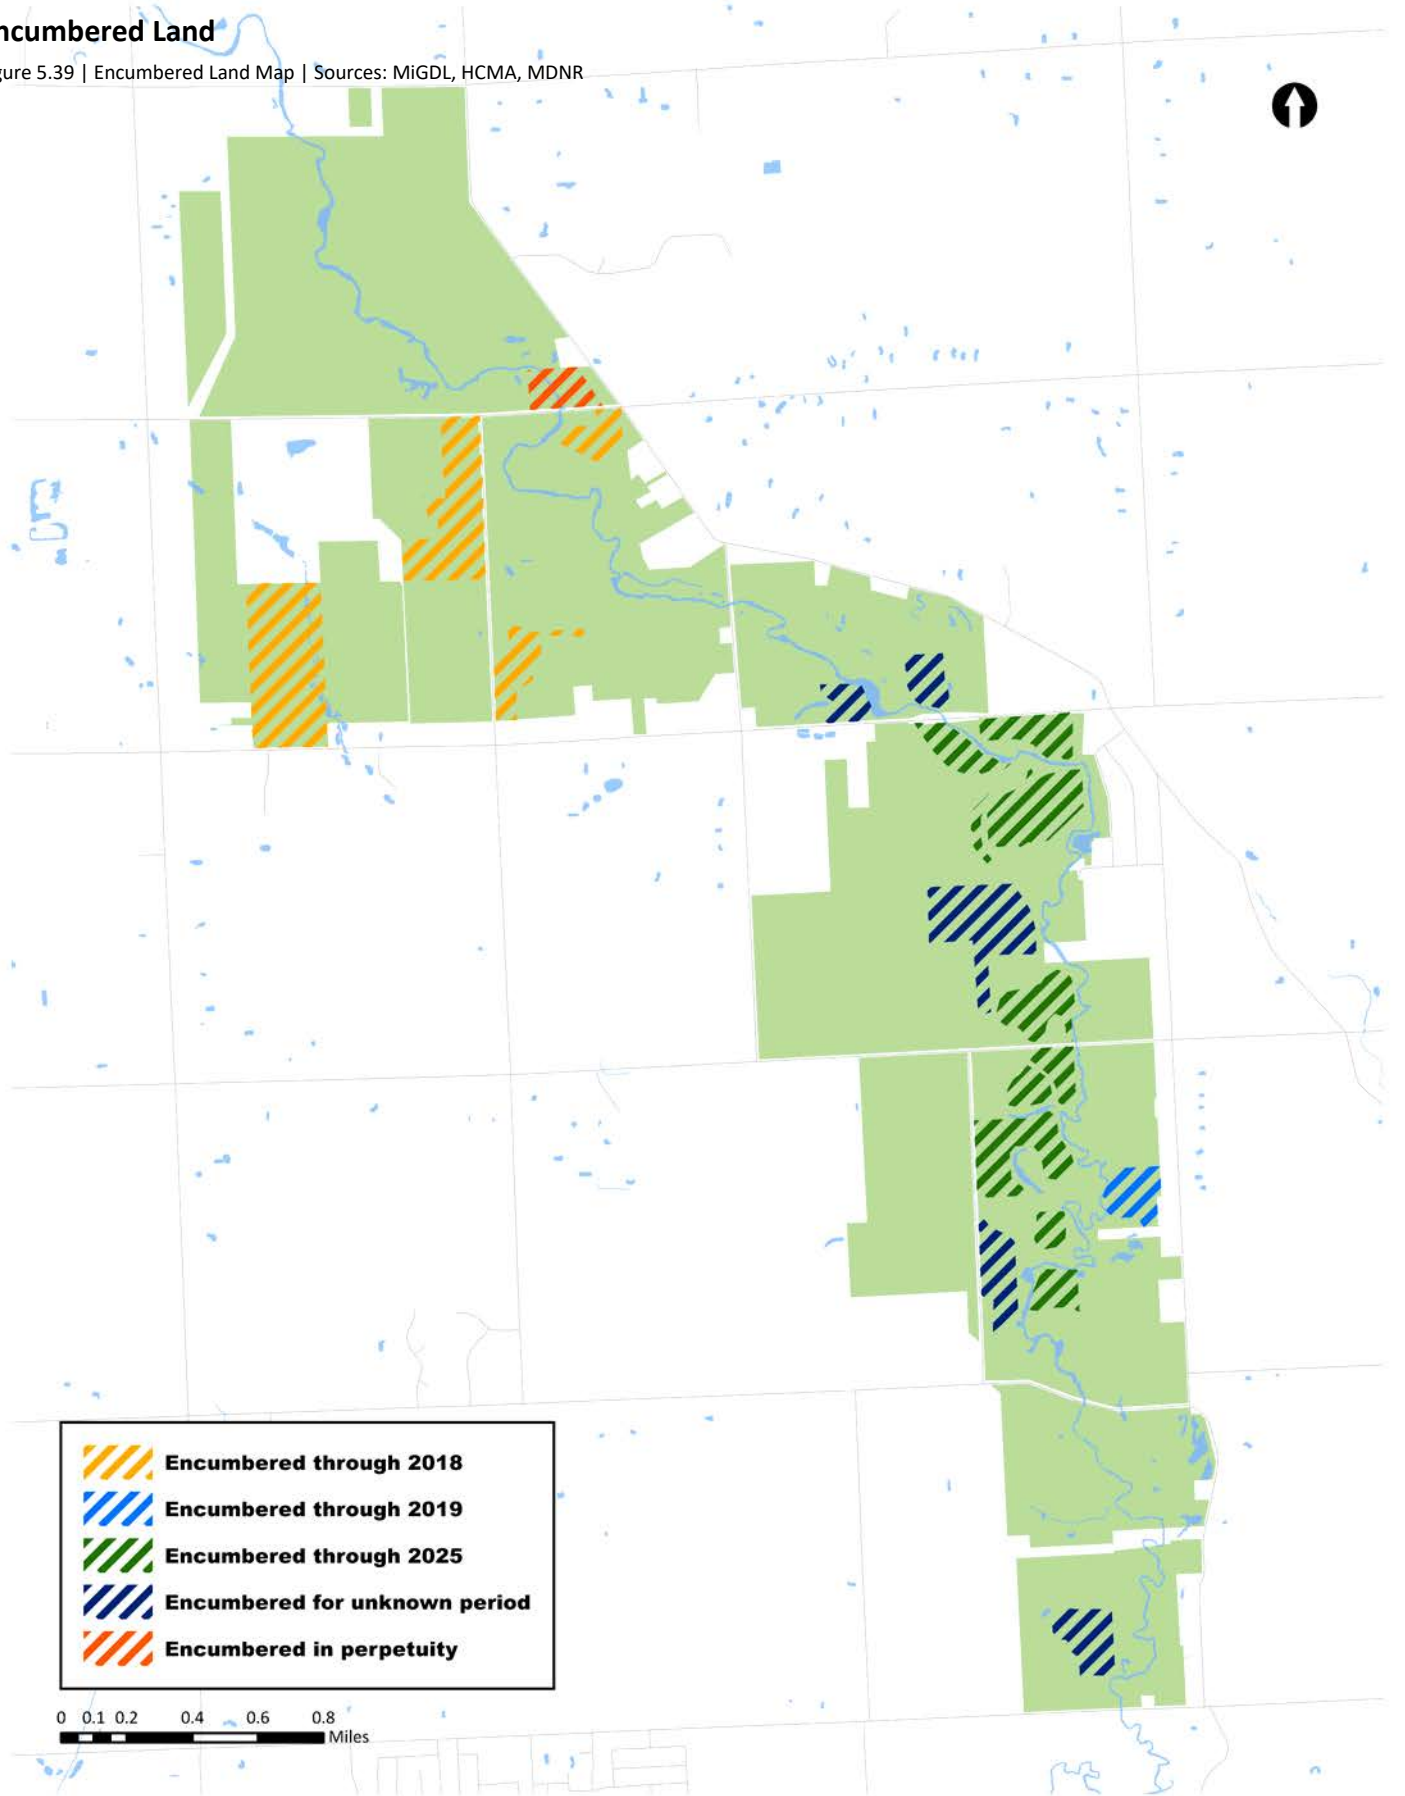 ncumbered Land
gure 5.39 | Encumbered Land Map | Sources: MiGDL, HCMA, MDNR
Encumbered through 2018
Encumbered through 2019
Encumbered through 2025
Encumbered for unknown period
Encumbered in perpetuity
0 0.1 0.2 0.4 0.6 0.8
Miles